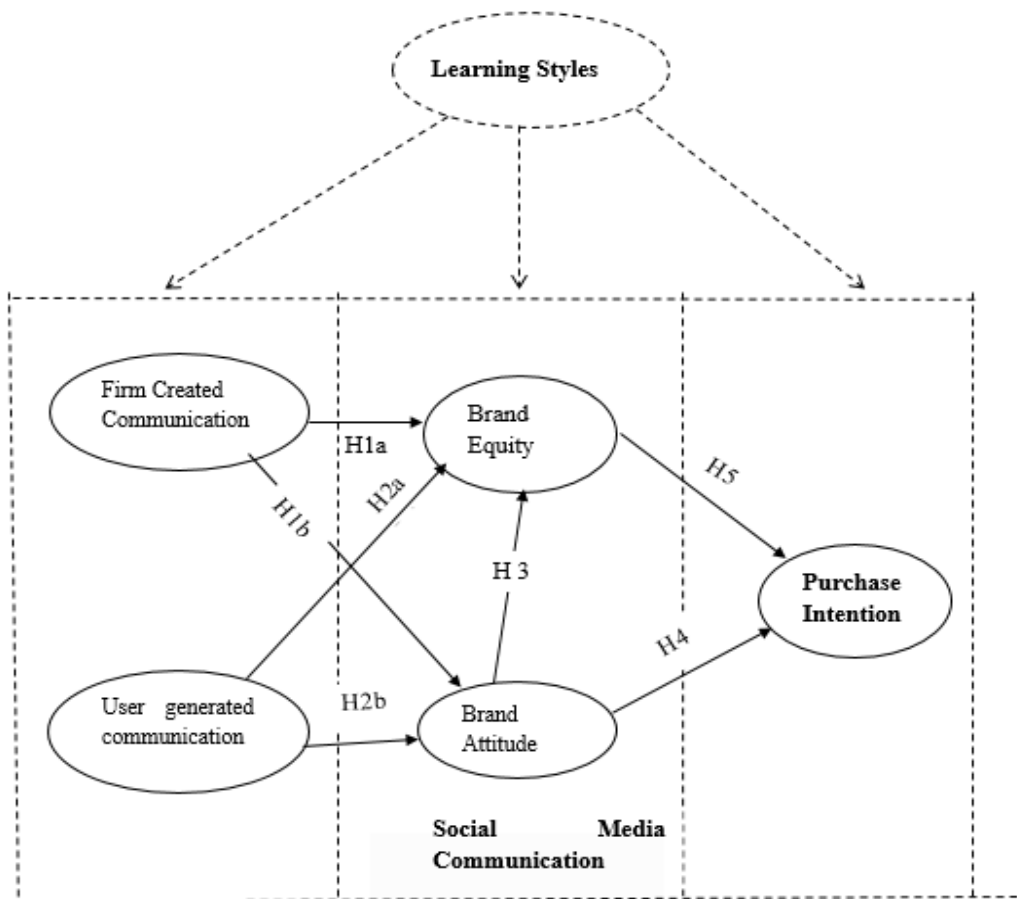 Learning Styles
Firm Created
Communication
Brand
Equity
H1a
H2a
H1b
H5
H 3
Purchase
Intention
H4
User generated
communication
H2b
Brand
Attitude
Social Media
Communication